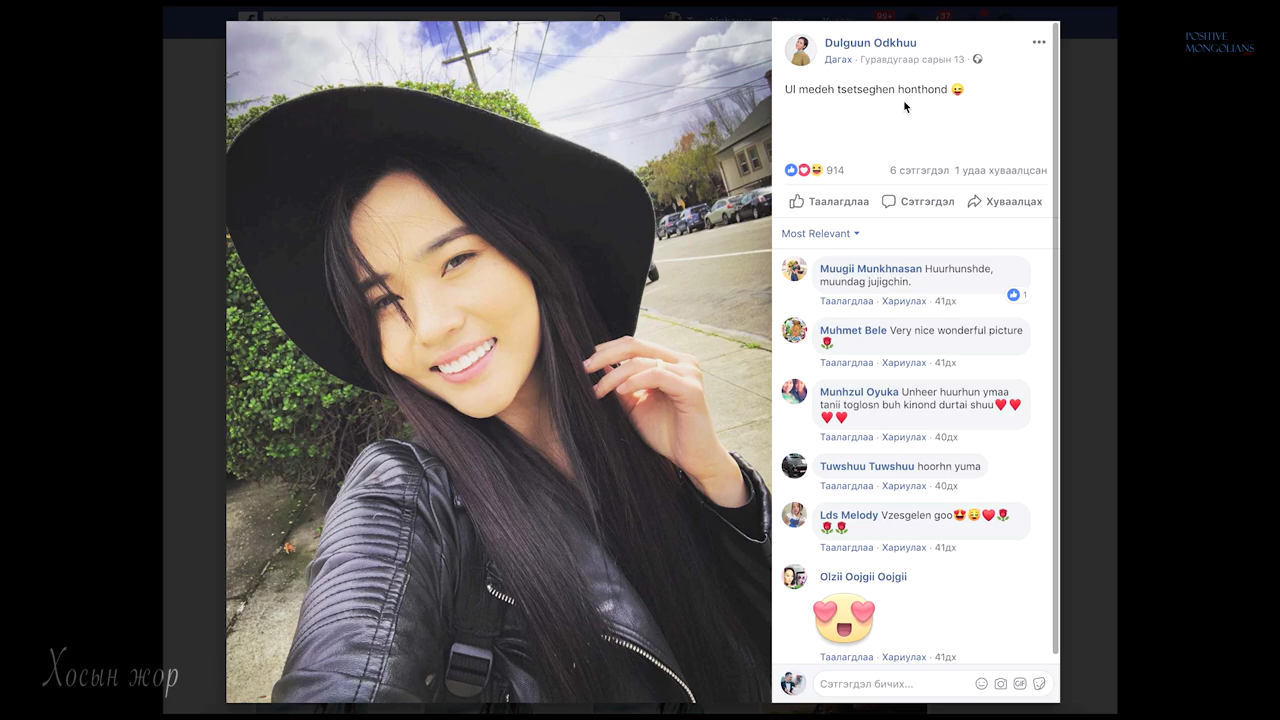 99+
37
POSITIVE
MONGOLIANS
Dulguun Odkhuu
Дагах · Гуравдугаар сарын 13 ·
Ul medeh tsetseghen honthond 😜
914 6 сэтгэгдэл 1 удаа хуваалцсан
Таалагдлаа Сэтгэгдэл Хуваалцах
Most Relevant
Muugii Munkhnasan Huurhunshde,
muundag jujigchin.
Таалагдлаа · Хариулах · 41дх 1
Muhmet Bele Very nice wonderful picture
🌹
Таалагдлаа · Хариулах · 41дх
Munhzul Oyuka Unheer huurhun ymaa
tanii toglosn buh kinond durtai shuu❤️❤️
❤️❤️
Таалагдлаа · Хариулах · 40дх
Tuwshuu Tuwshuu hoorhn yuma
Таалагдлаа · Хариулах · 40дх
Lds Melody Vzesgelen goo😍😌❤️🌹
🌹🌹
Таалагдлаа · Хариулах · 41дх
Olzii Oojgii Oojgii
Таалагдлаа · Хариулах · 41дх
Сэтгэгдэл бичих... GIF
Хосын жор